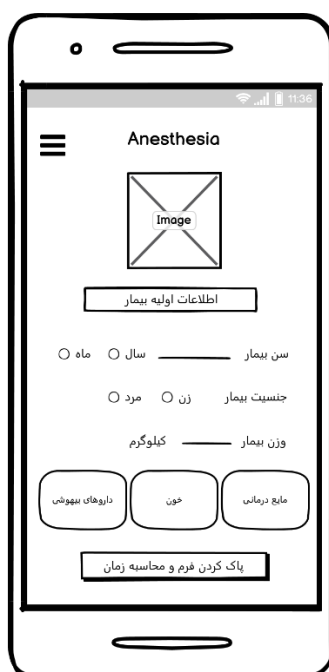 11:36
Anesthesia
Image
اطلاعات اولیه بیمار
سن بیمار سال ماه
جنسیت بیمار زن مرد
وزن بیمار کیلوگرم
مایع درمانی خون داروهای بیهوشی
پاک کردن فرم و محاسبه زمان